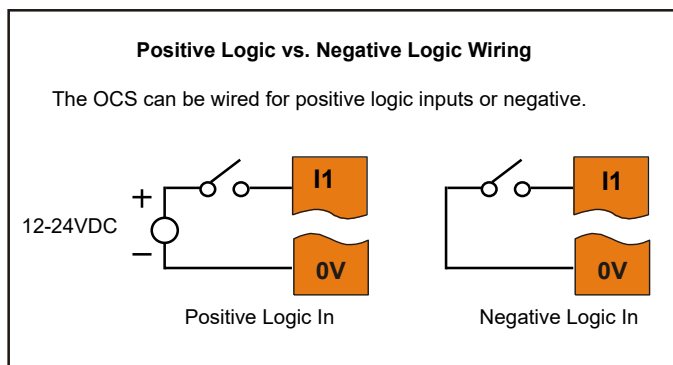 Positive Logic vs. Negative Logic Wiring
The OCS can be wired for positive logic inputs or negative.
I1
I1
+
12-24VDC
–
0V
0V
Positive Logic In
Negative Logic In